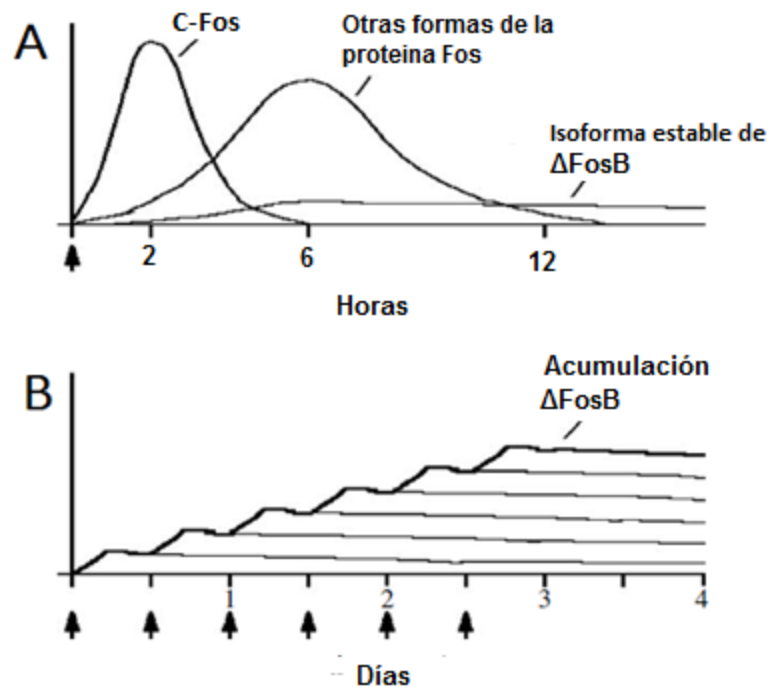 A
C-Fos
Otras formas de la
proteina Fos
Isoforma estable de
ΔFosB
2
6
12
Horas
B
Acumulación
ΔFosB
1
2
3
4
Días